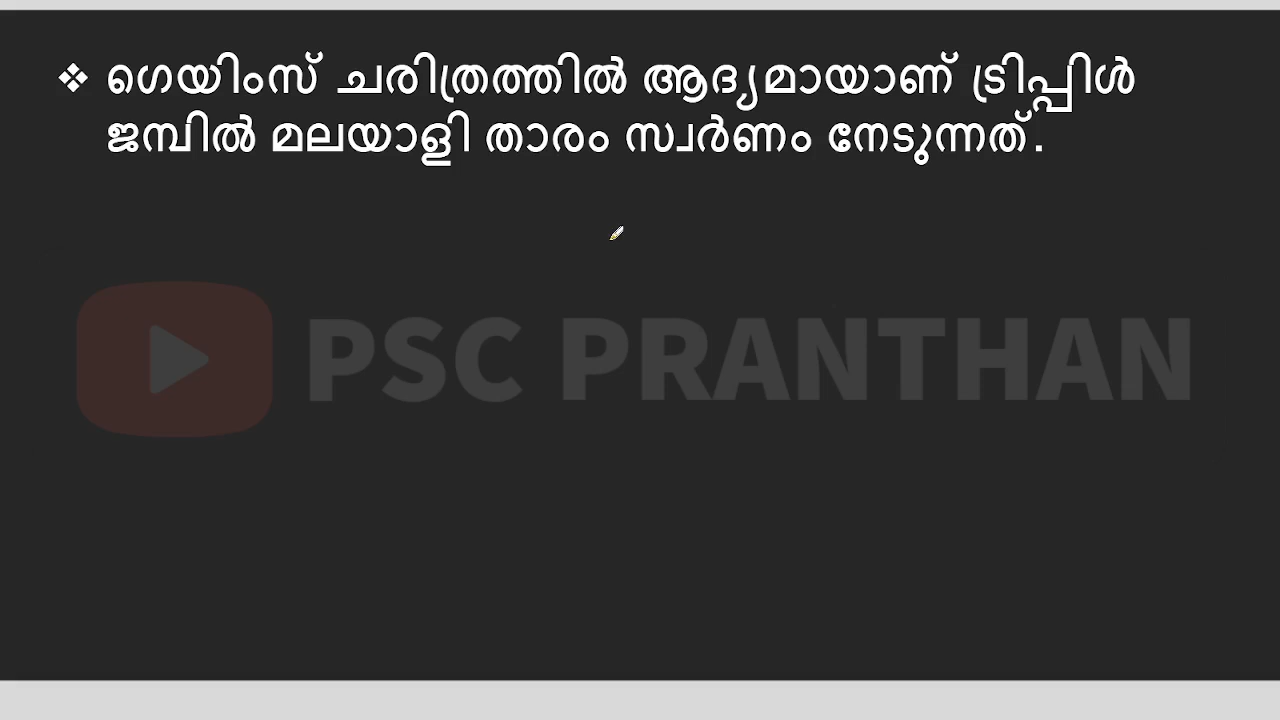 ❖ ഗെയിംസ് ചരിത്രത്തിൽ ആദ്യമായാണ് ട്രിപ്പിൾ
ജമ്പിൽ മലയാളി താരം സ്വർണം നേടുന്നത്.
PSC PRANTHAN